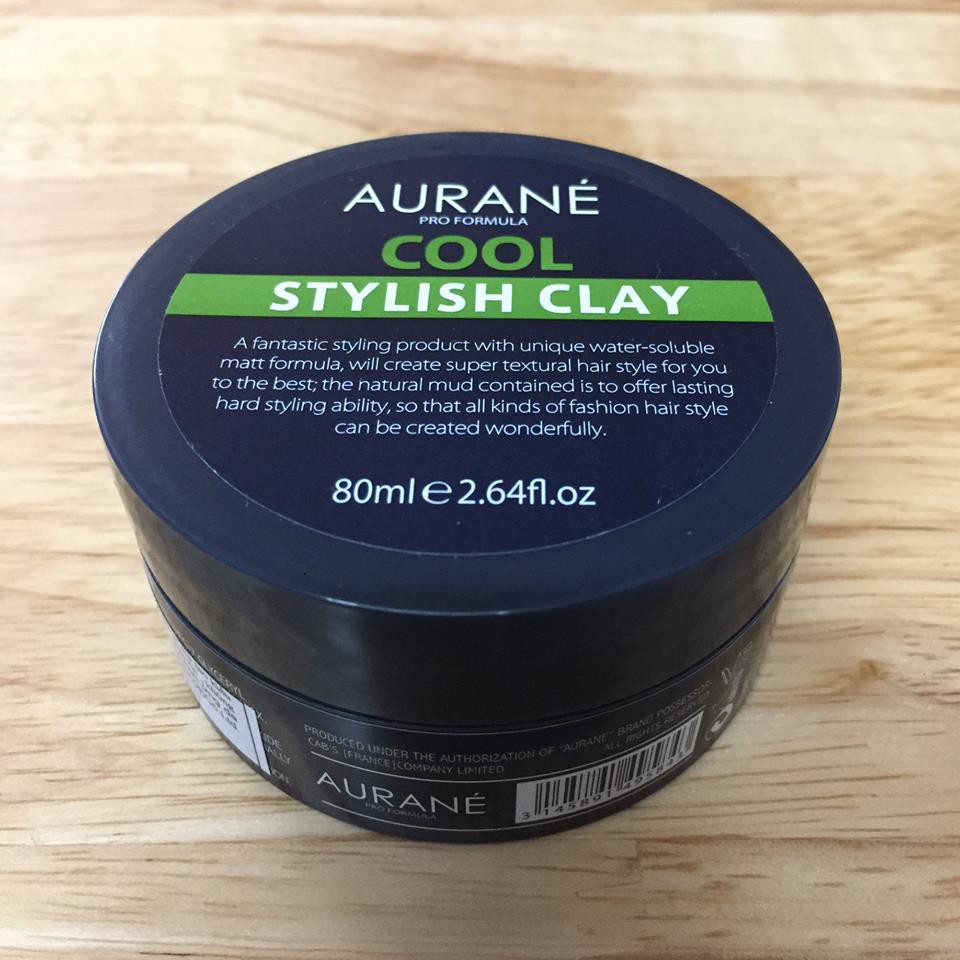 AURANÉ
PRO FORMULA
COOL
STYLISH CLAY
A fantastic styling product with unique water-soluble
matt formula, will create super textural hair style for you
to the best; the natural mud contained is to offer lasting
hard styling ability, so that all kinds of fashion hair style
can be created wonderfully.
80ml e 2.64fl.oz
GLYCERYL
PRODUCED UNDER THE AUTHORIZATION OF "AURANE" BRAND POSSESSOR,
CAB'S [FRANCE]COMPANY LIMITED
ALL RIGHTS RESERVED
AURANÉ
PRO FORMULA